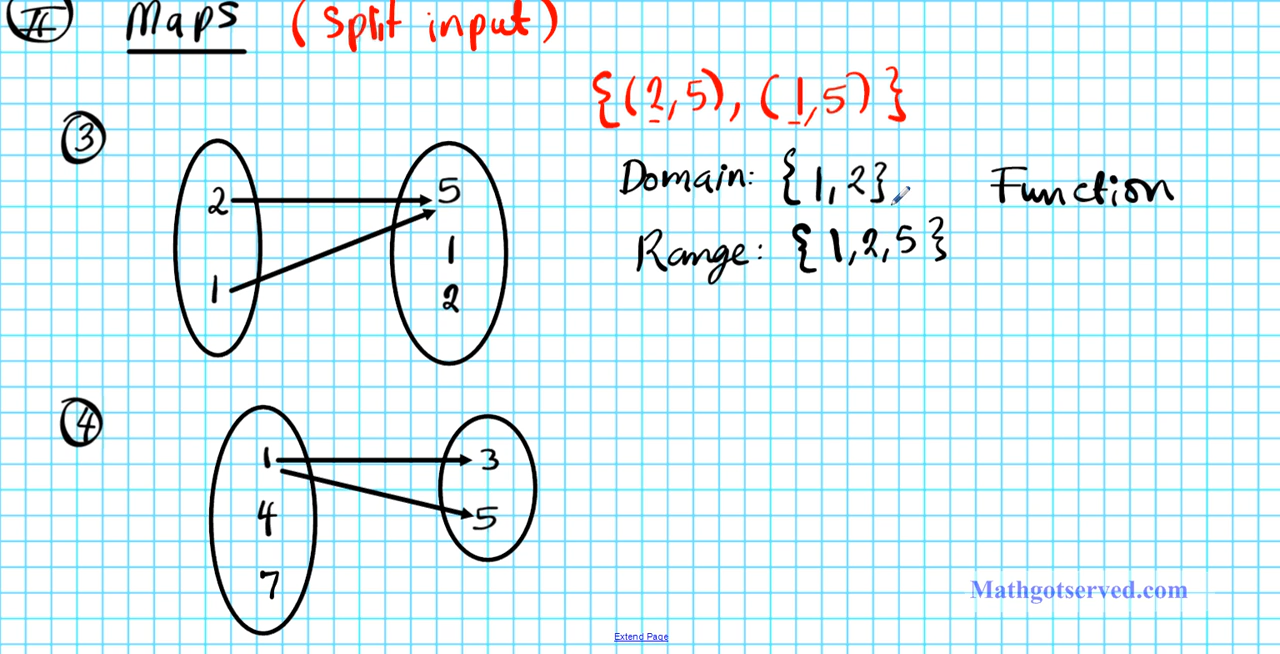 II Maps (Split input)
{(2,5), (1,5)}
3
Domain: {1,2}, Function
Range: {1,2,5}
2 5
1
1 2
4
1 3
4 5
7
Mathgotserved.com
Extend Page